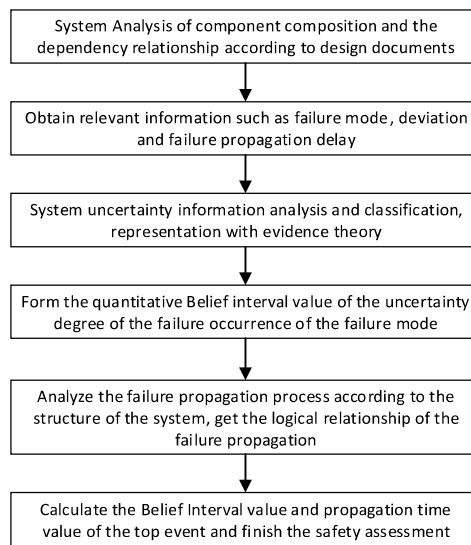 System Analysis of component composition and the
dependency relationship according to design documents
Obtain relevant information such as failure mode, deviation
and failure propagation delay
System uncertainty information analysis and classification,
representation with evidence theory
Form the quantitative Belief interval value of the uncertainty
degree of the failure occurrence of the failure mode
Analyze the failure propagation process according to the
structure of the system, get the logical relationship of the
failure propagation
Calculate the Belief Interval value and propagation time
value of the top event and finish the safety assessment